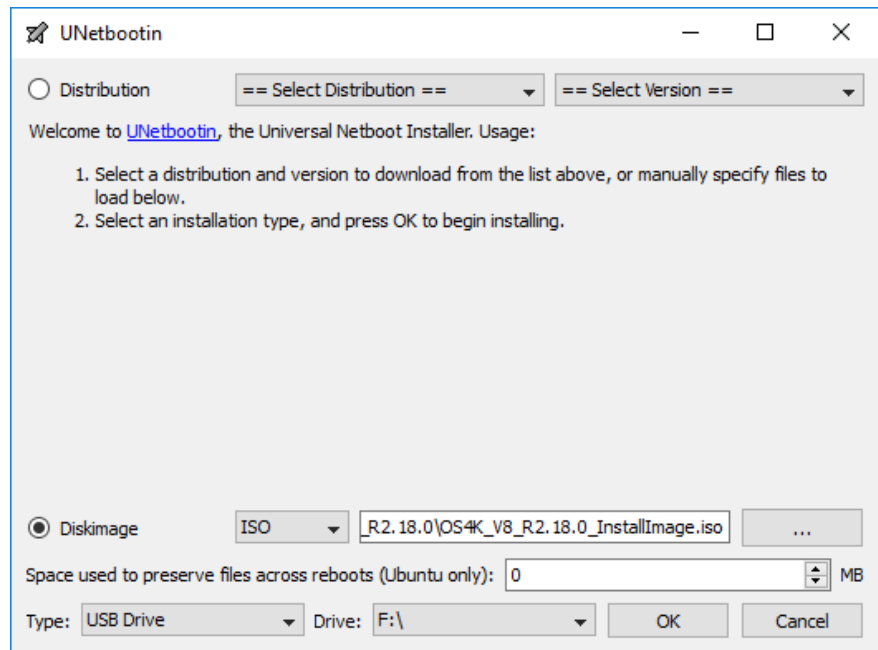 UNetbootin
Distribution == Select Distribution == == Select Version ==
Welcome to UNetbootin, the Universal Netboot Installer. Usage:
1. Select a distribution and version to download from the list above, or manually specify files to
load below.
2. Select an installation type, and press OK to begin installing.
Diskimage ISO _R2.18.0\OS4K_V8_R2.18.0_InstallImage.iso ...
Space used to preserve files across reboots (Ubuntu only): 0 MB
Type: USB Drive Drive: F:\ OK Cancel